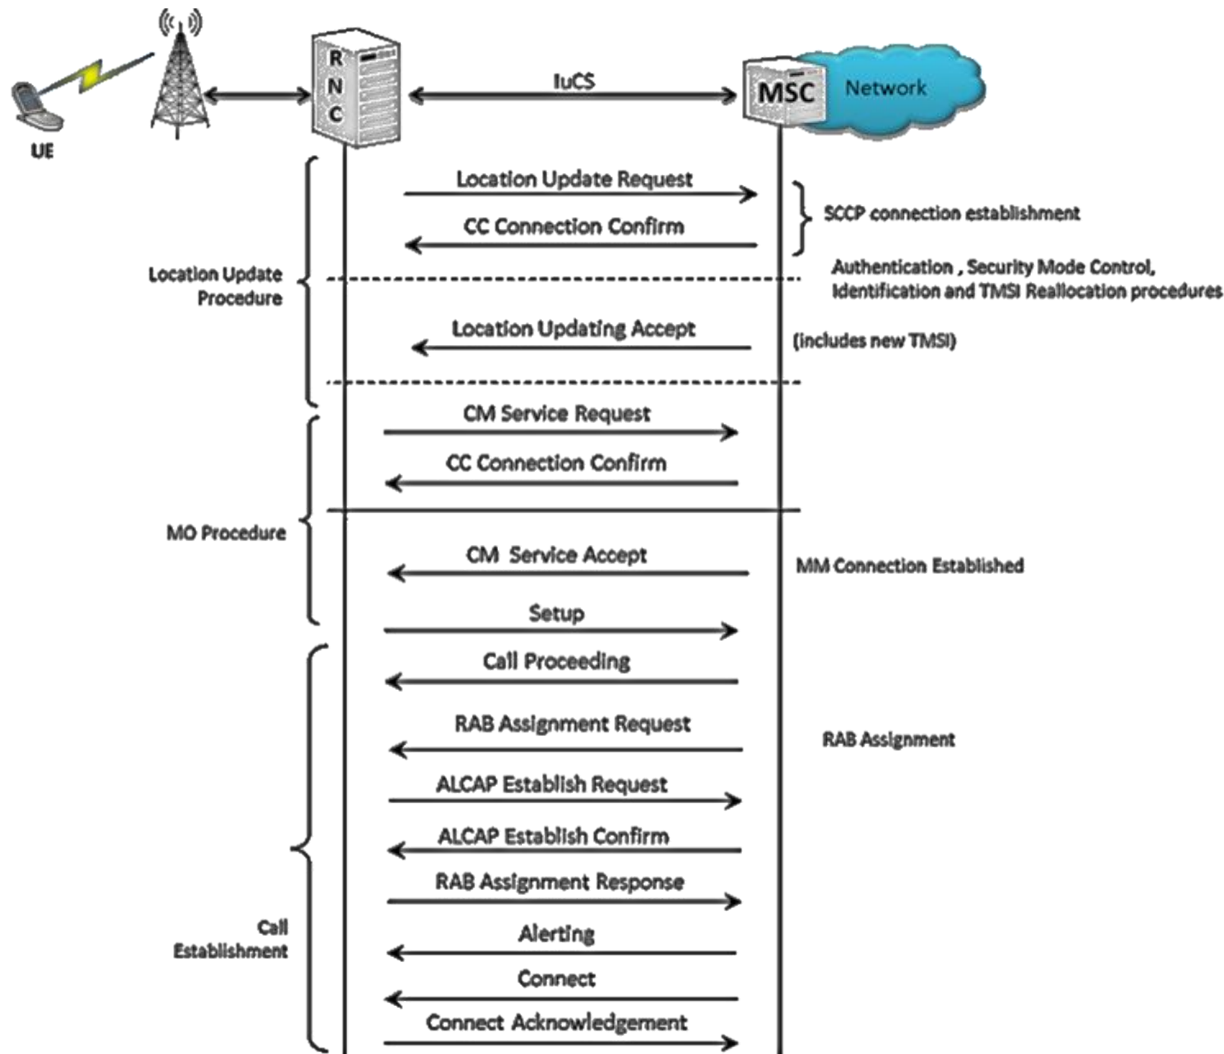 R
N
C
IuCS
MSC
Network
UE
Location Update Request
CC Connection Confirm
SCCP connection establishment
Location Update
Procedure
Authentication , Security Mode Control,
Identification and TMSI Reallocation procedures
Location Updating Accept
(includes new TMSI)
CM Service Request
CC Connection Confirm
MO Procedure
CM Service Accept
MM Connection Established
Setup
Call Proceeding
RAB Assignment Request
RAB Assignment
ALCAP Establish Request
ALCAP Establish Confirm
RAB Assignment Response
Call
Establishment
Alerting
Connect
Connect Acknowledgement